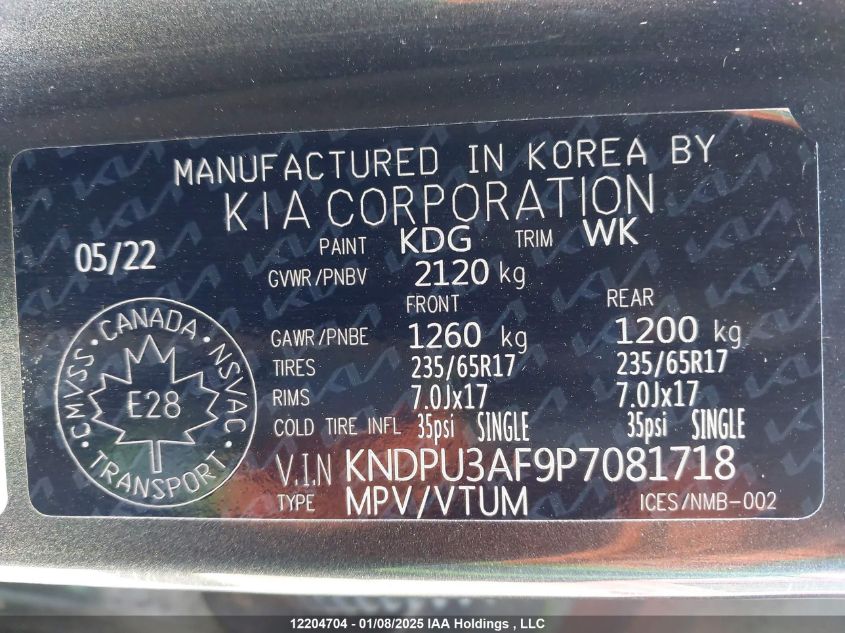 MANUFACTURED IN KOREA BY
KIA CORPORATION
05/22
PAINT KDG TRIM WK
GVWR/PNBV 2120 kg
FRONT REAR
GAWR/PNBE 1260 kg 1200 kg
TIRES 235/65R17 235/65R17
RIMS 7.0Jx17 7.0Jx17
COLD TIRE INFL 35psi SINGLE 35psi SINGLE
V.I.N KNDPU3AF9P7081718
TYPE MPV/VTUM ICES/NMB-002
CMVSS • CANADA • NSVAC • TRANSPORT •
E28
12204704 - 01/08/2025 IAA Holdings , LLC